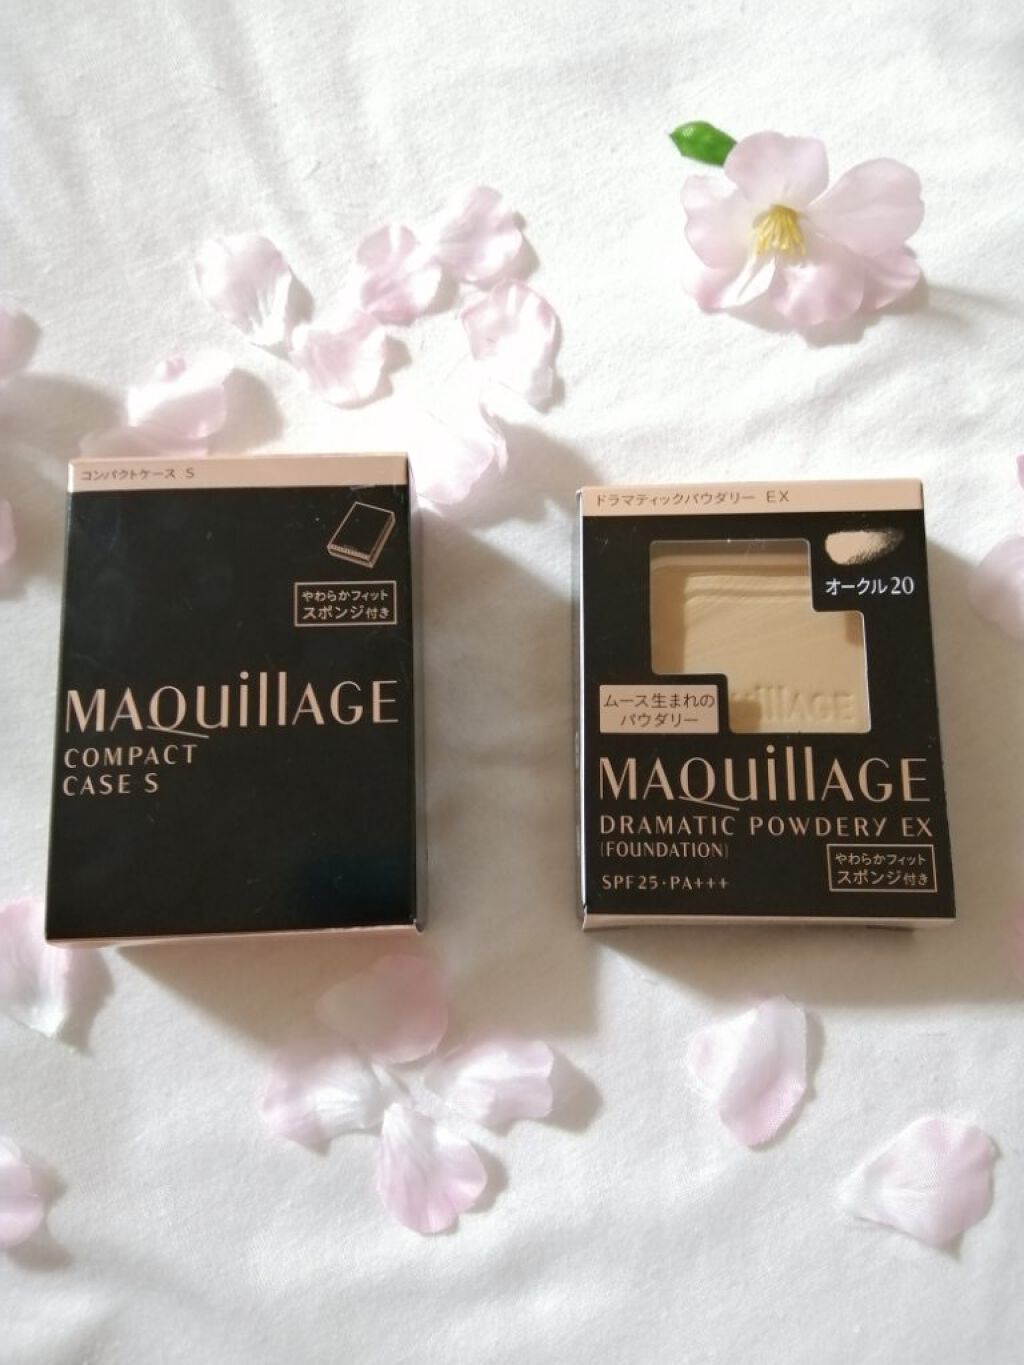 コンパクトケース S
やわらかフィット
スポンジ付き
MAQuillAGE
COMPACT
CASE S
ドラマティックパウダリー EX
オークル20
ムース生まれの
パウダリー
MAQuillAGE
DRAMATIC POWDERY EX
(FOUNDATION)
SPF25・PA+++
やわらかフィット
スポンジ付き